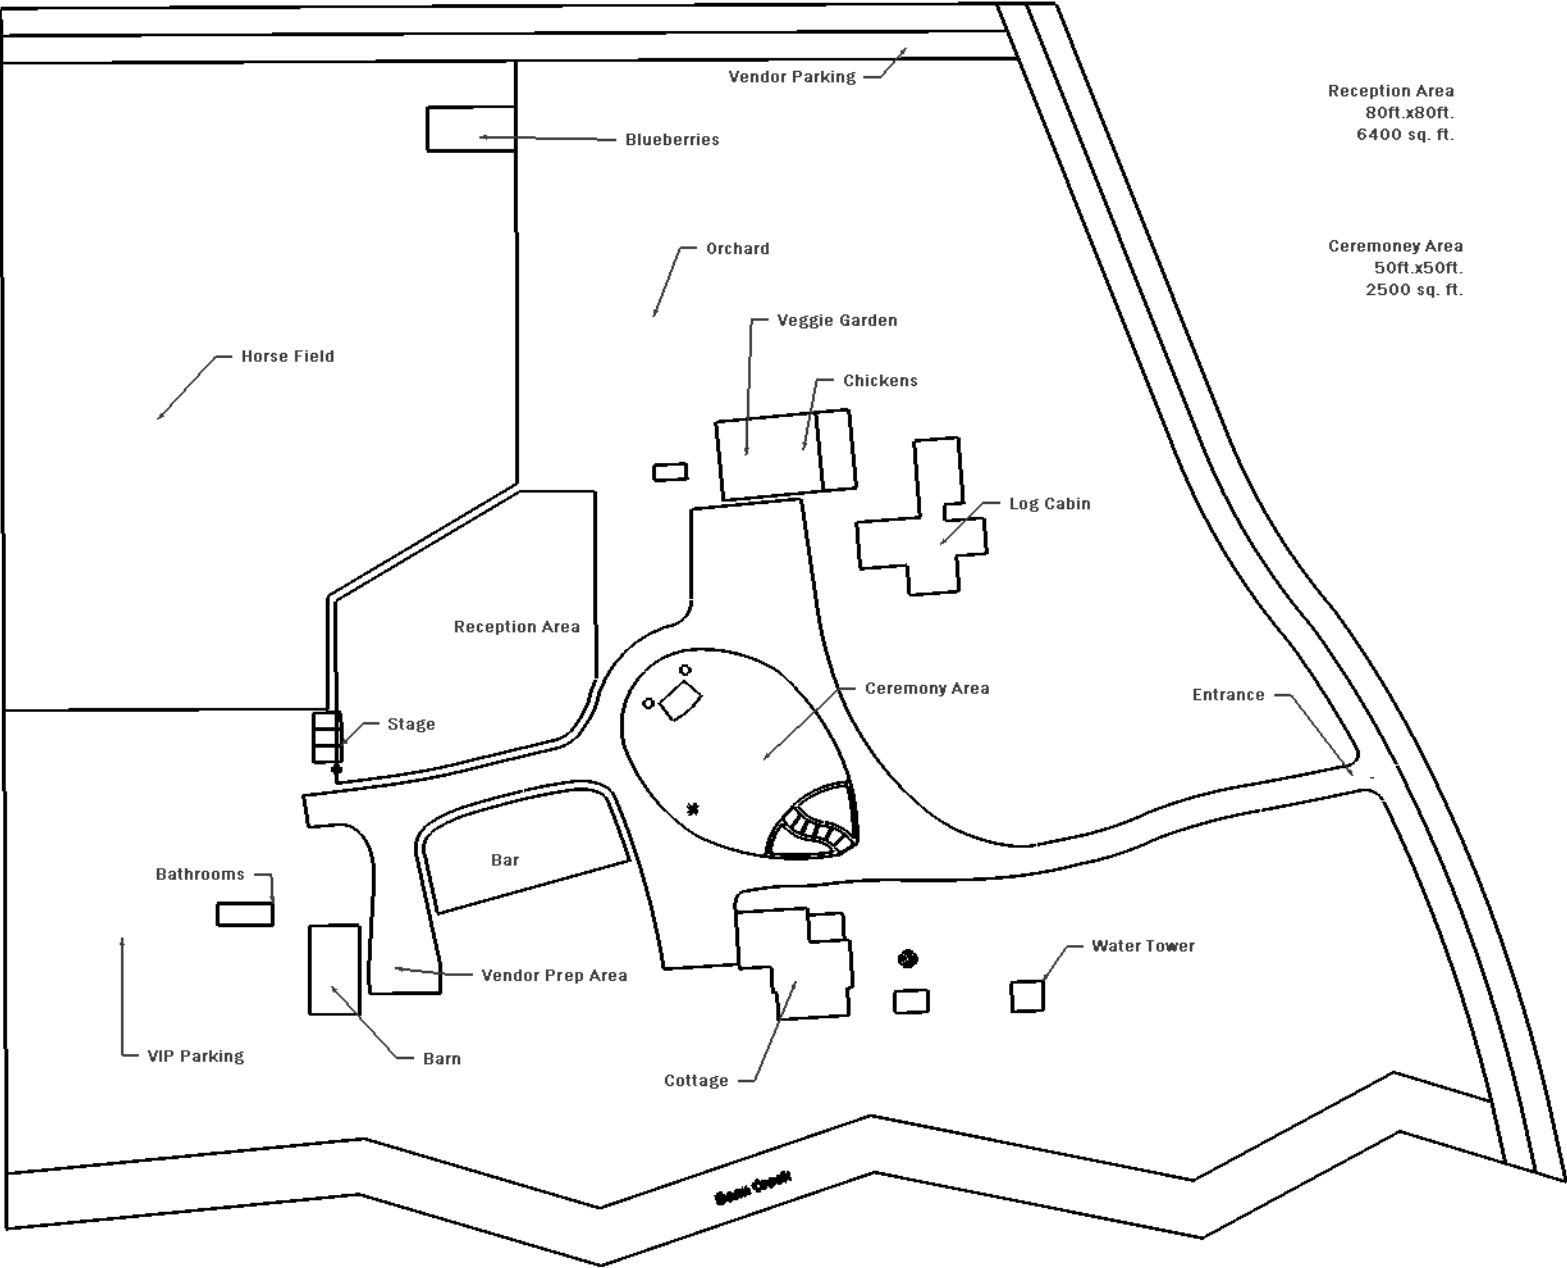 Vendor Parking
Reception Area
80ft.x80ft.
6400 sq. ft.
Blueberries
Orchard
Ceremoney Area
50ft.x50ft.
2500 sq. ft.
Veggie Garden
Horse Field
Chickens
Log Cabin
Reception Area
Ceremony Area
Entrance
Stage
Bar
Bathrooms
Water Tower
Vendor Prep Area
VIP Parking
Barn
Cottage
Creek